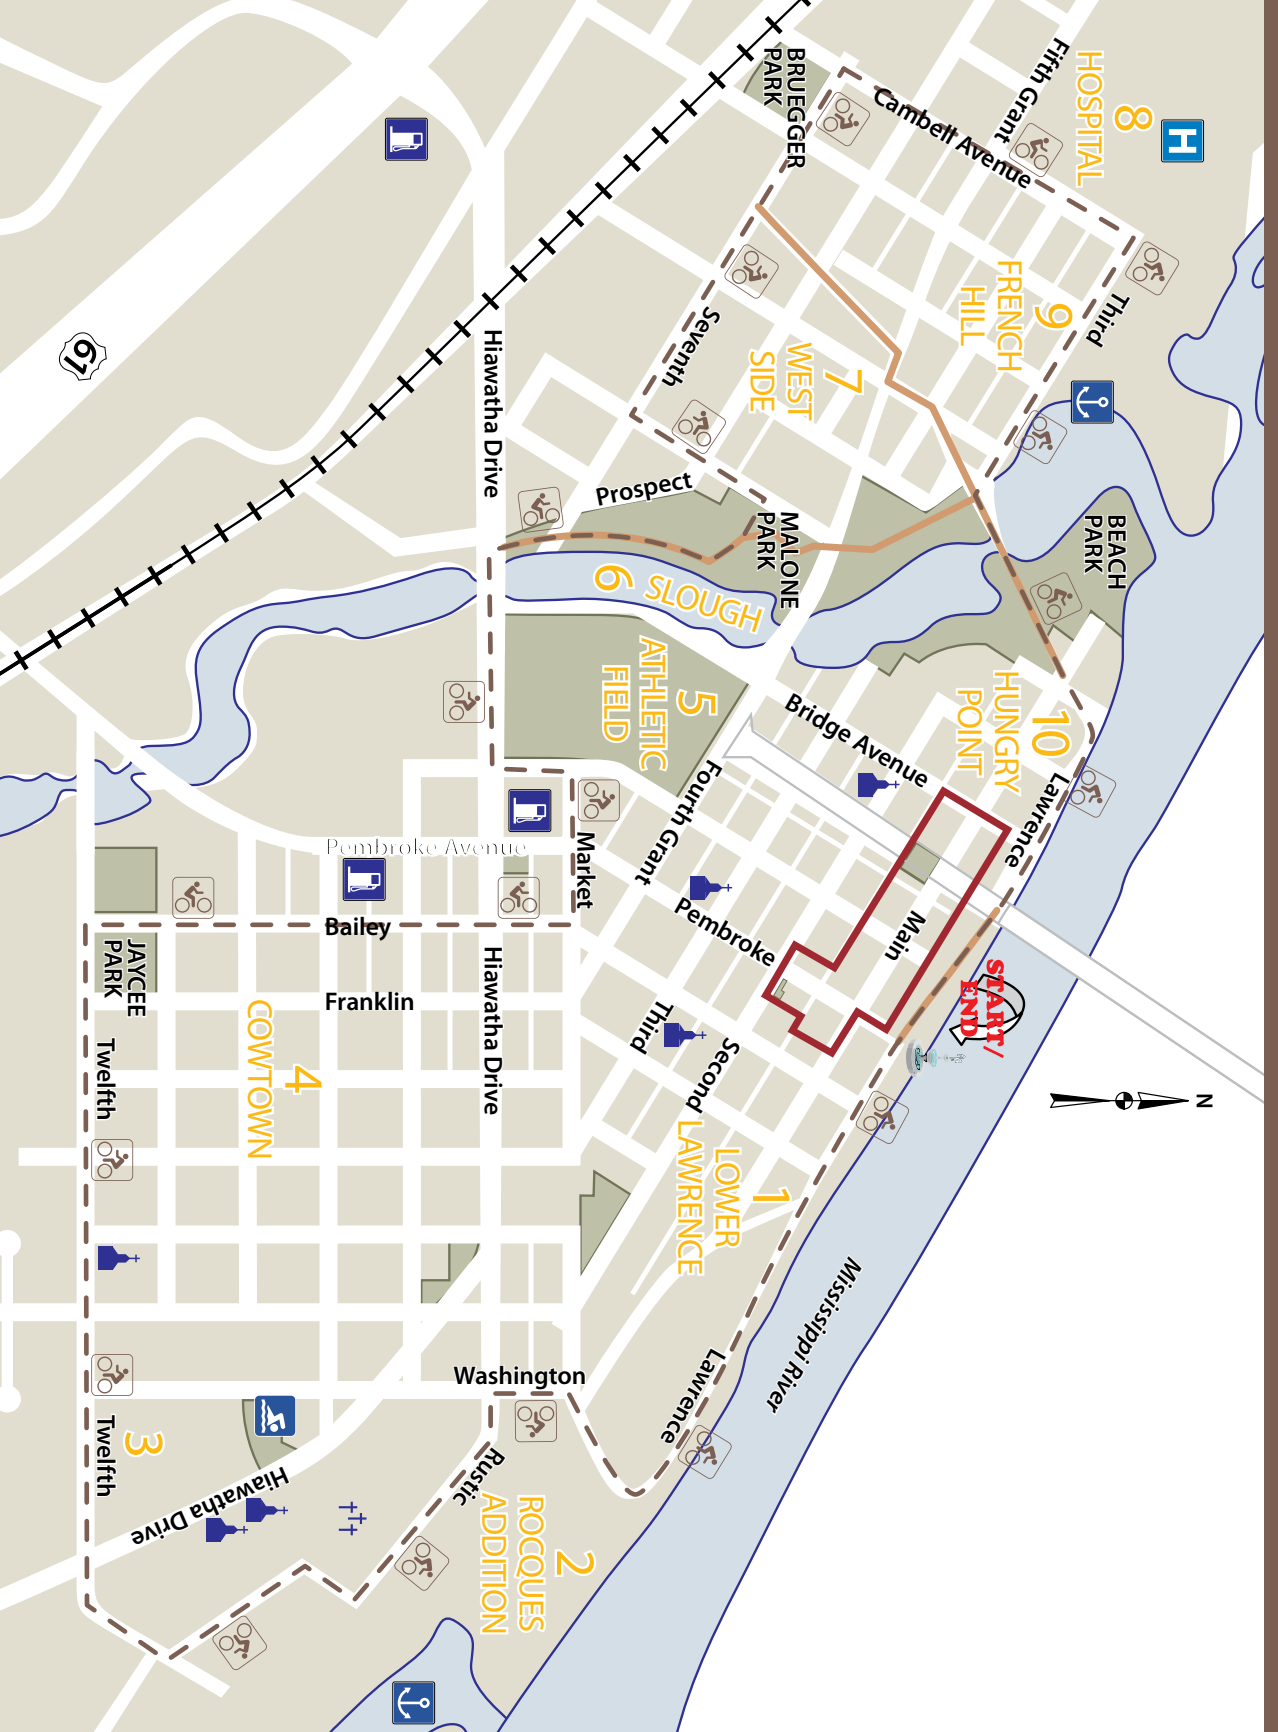 H
8
HOSPITAL
Fifth Grant
BRUEGGER
PARK
Cambell Avenue
61
Hiawatha Drive
Third
9
FRENCH
HILL
7
WEST
SIDE
Seventh
Prospect
MALONE
PARK
BEACH
PARK
6 SLOUGH
5
ATHLETIC
FIELD
10
HUNGRY
POINT
Bridge Avenue
Lawrence
Fourth Grant
Market
Pembroke Avenue
Pembroke
Main
Bailey
JAYCEE
PARK
Franklin
Hiawatha Drive
START/
END
N
Third
Second
Twelfth
4
COWTOWN
1
LOWER
LAWRENCE
Mississippi River
Washington
Lawrence
3
Twelfth
Hiawatha Drive
Rustic
2
ROCQUES
ADDITION